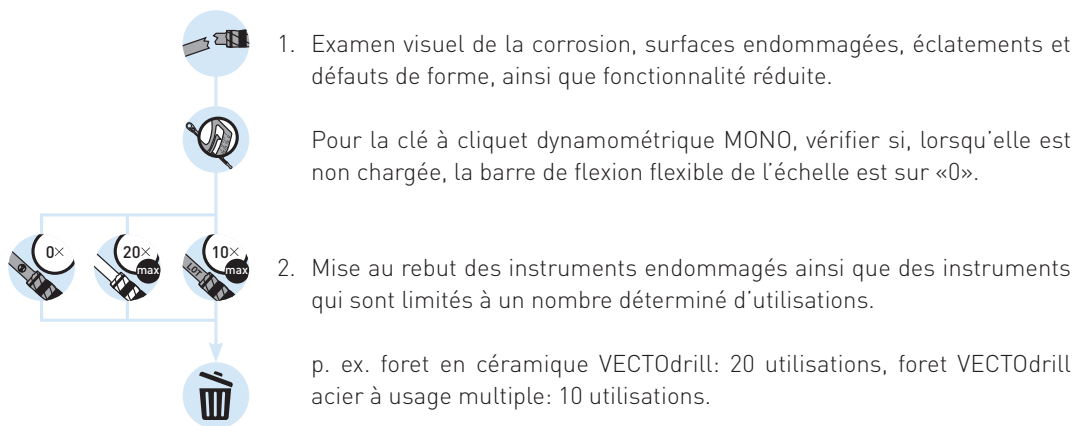 1. Examen visuel de la corrosion, surfaces endommagées, éclatements et
défauts de forme, ainsi que fonctionnalité réduite.
Pour la clé à cliquet dynamométrique MONO, vérifier si, lorsqu’elle est
non chargée, la barre de flexion flexible de l’échelle est sur «0».
0×
20×
max
LOT
10×
max
2. Mise au rebut des instruments endommagés ainsi que des instruments
qui sont limités à un nombre déterminé d’utilisations.
p. ex. foret en céramique VECTOdrill: 20 utilisations, foret VECTOdrill
acier à usage multiple: 10 utilisations.